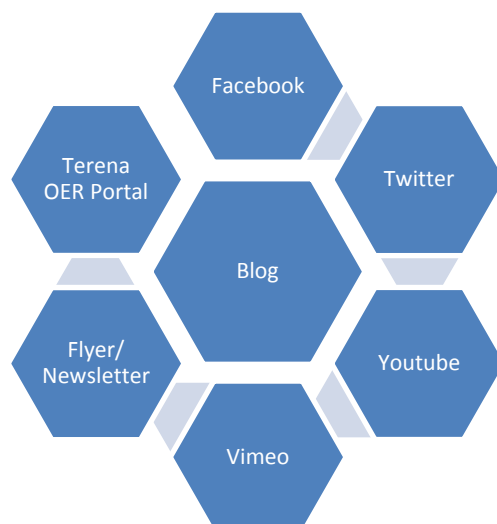 Facebook
Terena
OER Portal
Twitter
Blog
Flyer/
Newsletter
Youtube
Vimeo